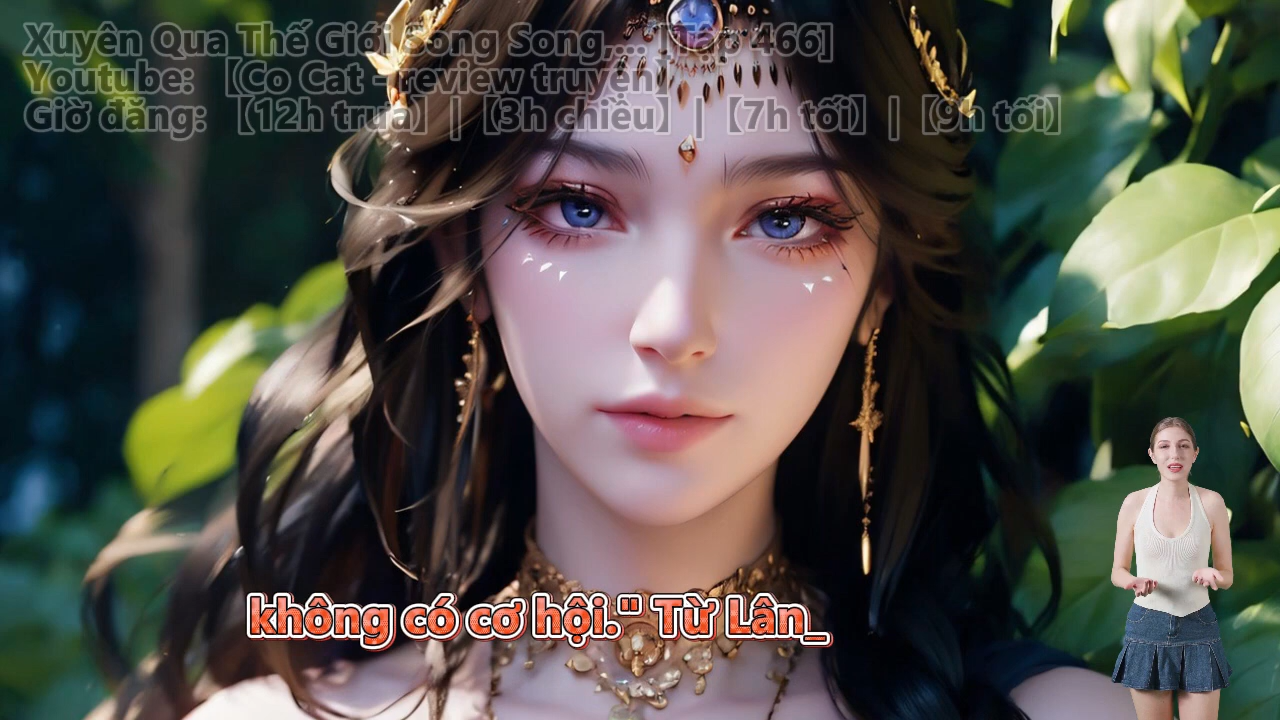 Xuyên Qua Thế Giới Song Song ... [Tập 466]
Youtube: 【Co Cat - review truyện】
Giờ đăng: 【12h trưa】 | 【3h chiều】 | 【7h tối】 | 【9h tối】
không có cơ hội." Từ Lân_